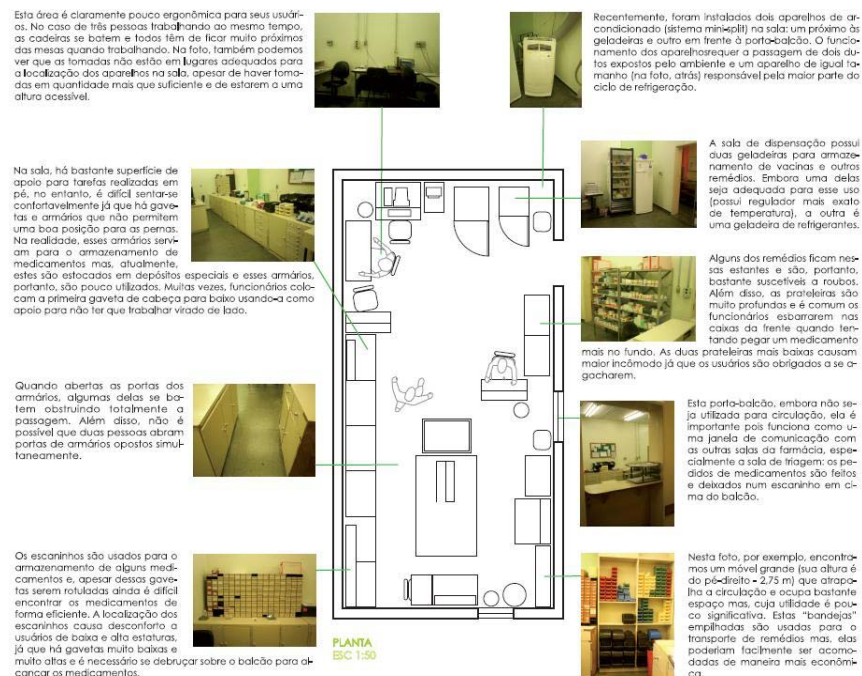 Esta área é claramente pouco ergonômica para seus usuári-
os. No caso de três pessoas trabalhando ao mesmo tempo,
as cadeiras se batem e todos têm de ficar muito próximos
das mesas quando trabalhando. Na foto, também podemos
ver que as tomadas não estão em lugares adequados para
a localização dos aparelhos na sala, apesar de haver toma-
das em quantidade mais que suficiente e de estarem a uma
altura acessível.
Recentemente, foram instalados dois aparelhos de ar-
condicionado (sistema mini-split) na sala: um próximo às
geladeiras e outro em frente à porta-balcão. O funcio-
namento dos aparelhosrequer a passagem de dois du-
tos expostos pelo ambiente e um aparelho de igual ta-
manho (na foto, atrás) responsável pela maior parte do
ciclo de refrigeração.
Na sala, há bastante superfície de
apoio para tarefas realizadas em
pé, no entanto, é difícil sentar-se
confortavelmente já que há gave-
tas e armários que não permitem
uma boa posição para as pernas.
Na realidade, esses armários servi-
am para o armazenamento de
medicamentos mas, atualmente,
estes são estocados em depósitos especiais e esses armários,
portanto, são pouco utilizados. Muitas vezes, funcionários colo-
cam a primeira gaveta de cabeça para baixo usando-a como
apoio para não ter que trabalhar virado de lado.
A sala de dispensação possui
duas geladeiras para armaze-
namento de vacinas e outros
remédios. Embora uma delas
seja adequada para esse uso
(possui regulador mais exato
de temperatura), a outra é
uma geladeira de refrigerantes.
Alguns dos remédios ficam nes-
sas estantes e são, portanto,
bastante suscetíveis a roubos.
Além disso, as prateleiras são
muito profundas e é comum os
funcionários esbarrarem nas
caixas da frente quando ten-
tando pegar um medicamento
mais no fundo. As duas prateleiras mais baixas causam
maior incômodo já que os usuários são obrigados a se a-
gacharem.
Quando abertas as portas dos
armários, algumas delas se ba-
tem obstruindo totalmente a
passagem. Além disso, não é
possível que duas pessoas abram
portas de armários opostos simul-
taneamente.
Esta porta-balcão, embora não se-
ja utilizada para circulação, ela é
importante pois funciona como u-
ma janela de comunicação com
as outras salas da farmácia, espe-
cialmente a sala de triagem: os pe-
didos de medicamentos são feitos
e deixados num escaninho em ci-
ma do balcão.
Os escaninhos são usados para o
armazenamento de alguns medi-
camentos e, apesar dessas gave-
tas serem rotuladas ainda é difícil
encontrar os medicamentos de
forma eficiente. A localização dos
escaninhos causa desconforto a
usuários de baixa e alta estaturas,
já que há gavetas muito baixas e
muito altas e é necessário se debruçar sobre o balcão para al-
cançar os medicamentos.
Nesta foto, por exemplo, encontra-
mos um móvel grande (sua altura é
do pé-direito - 2,75 m) que atrapa-
lha a circulação e ocupa bastante
espaço mas, cuja utilidade é pou-
co significativa. Estas “bandejas”
empilhadas são usadas para o
transporte de remédios mas, elas
poderiam facilmente ser acomo-
dadas de maneira mais econômi-
ca.
PLANTA
ESC 1:50